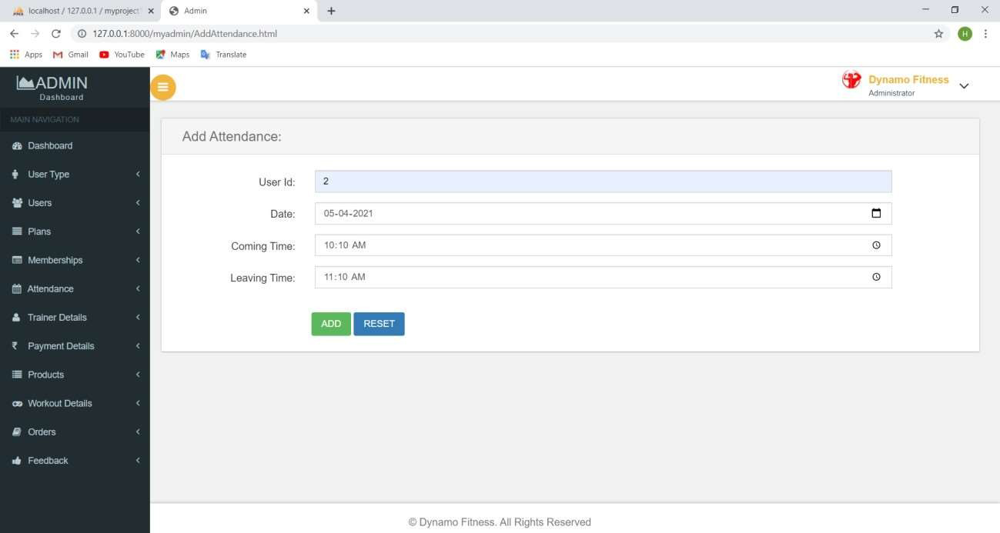 localhost / 127.0.0.1 / myproject
Admin
127.0.0.1:8000/myadmin/AddAttendance.html
H
Apps Gmail YouTube Maps Translate
ADMIN
Dashboard
Dynamo Fitness
Administrator
MAIN NAVIGATION
Dashboard
User Type
Users
Plans
Memberships
Attendance
Trainer Details
Payment Details
Products
Workout Details
Orders
Feedback
Add Attendance:
User Id: 2
Date: 05-04-2021
Coming Time: 10:10 AM
Leaving Time: 11:10 AM
ADD RESET
© Dynamo Fitness. All Rights Reserved